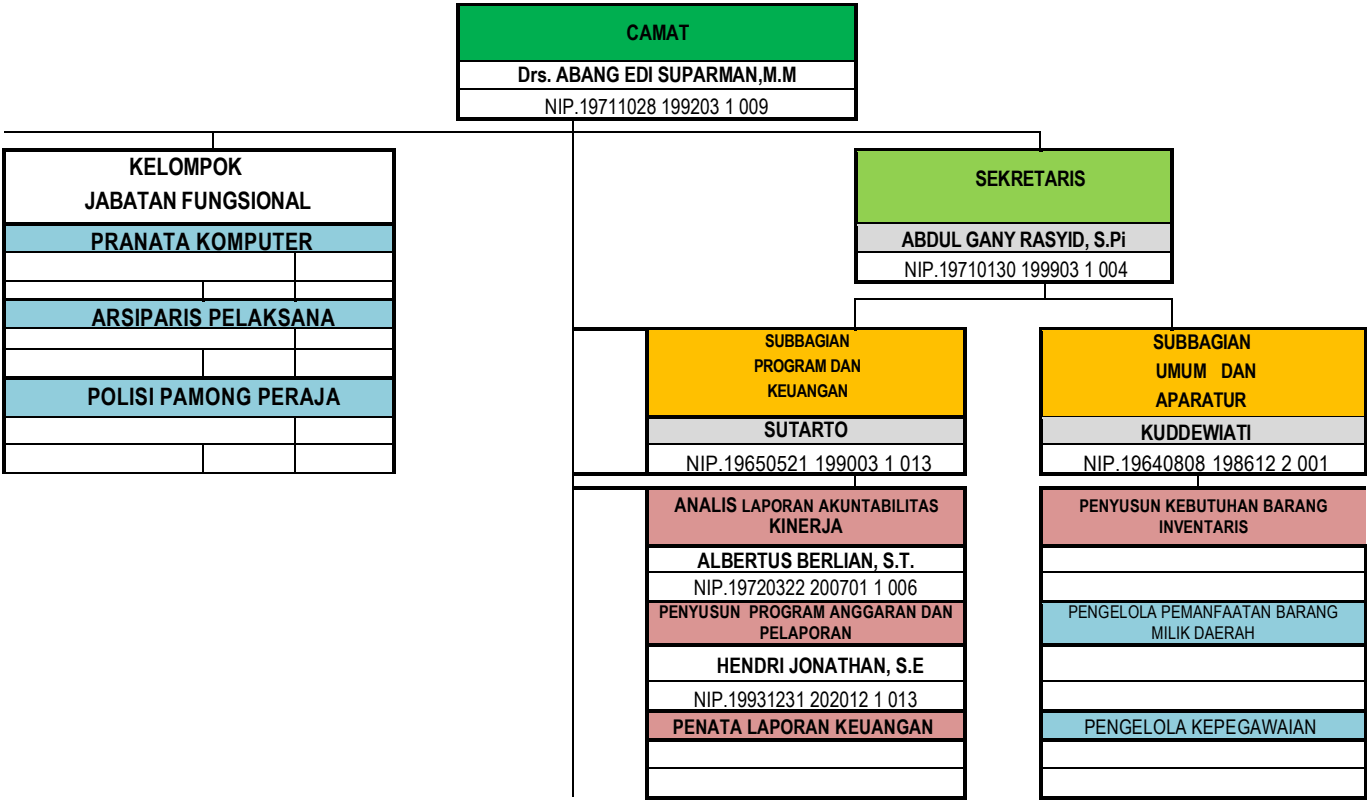 CAMAT
Drs. ABANG EDI SUPARMAN,M.M
NIP.19711028 199203 1 009
KELOMPOK
JABATAN FUNGSIONAL
PRANATA KOMPUTER
ARSIPARIS PELAKSANA
POLISI PAMONG PERAJA
SEKRETARIS
ABDUL GANY RASYID, S.Pi
NIP.19710130 199903 1 004
SUBBAGIAN
PROGRAM DAN
KEUANGAN
SUTARTO
NIP.19650521 199003 1 013
ANALIS LAPORAN AKUNTABILITAS
KINERJA
ALBERTUS BERLIAN, S.T.
NIP.19720322 200701 1 006
PENYUSUN PROGRAM ANGGARAN DAN
PELAPORAN
HENDRI JONATHAN, S.E
NIP.19931231 202012 1 013
PENATA LAPORAN KEUANGAN
SUBBAGIAN
UMUM DAN
APARATUR
KUDDEWIATI
NIP.19640808 198612 2 001
PENYUSUN KEBUTUHAN BARANG
INVENTARIS
PENGELOLA PEMANFAATAN BARANG
MILIK DAERAH
PENGELOLA KEPEGAWAIAN